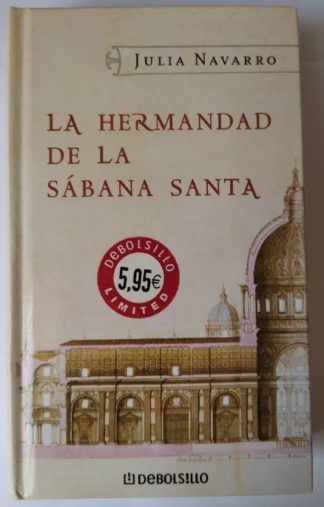 JULIA NAVARRO
LA HERMANDAD
DE LA
SÁBANA SANTA
DEBOLSILLO
5,95€
LIMITED
DEBOLSILLO